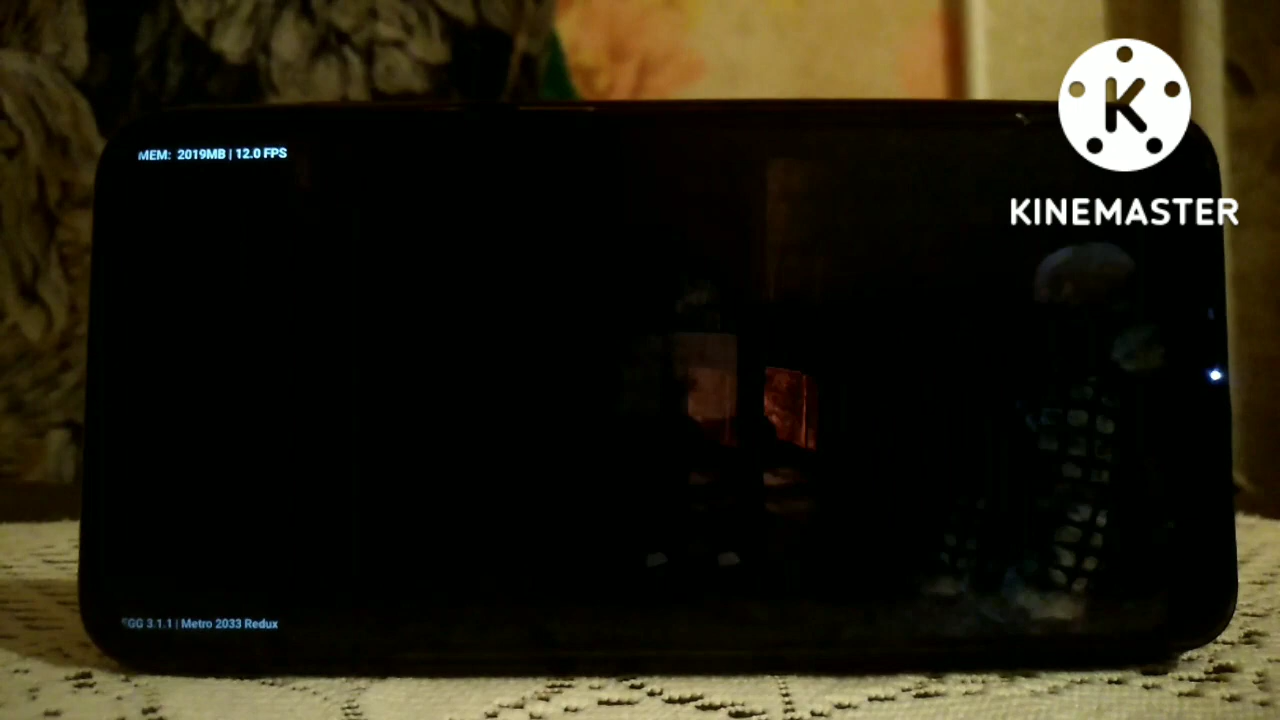 MEM: 2019MB | 12.0 FPS
K
KINEMASTER
EGG 3.1.1 | Metro 2033 Redux